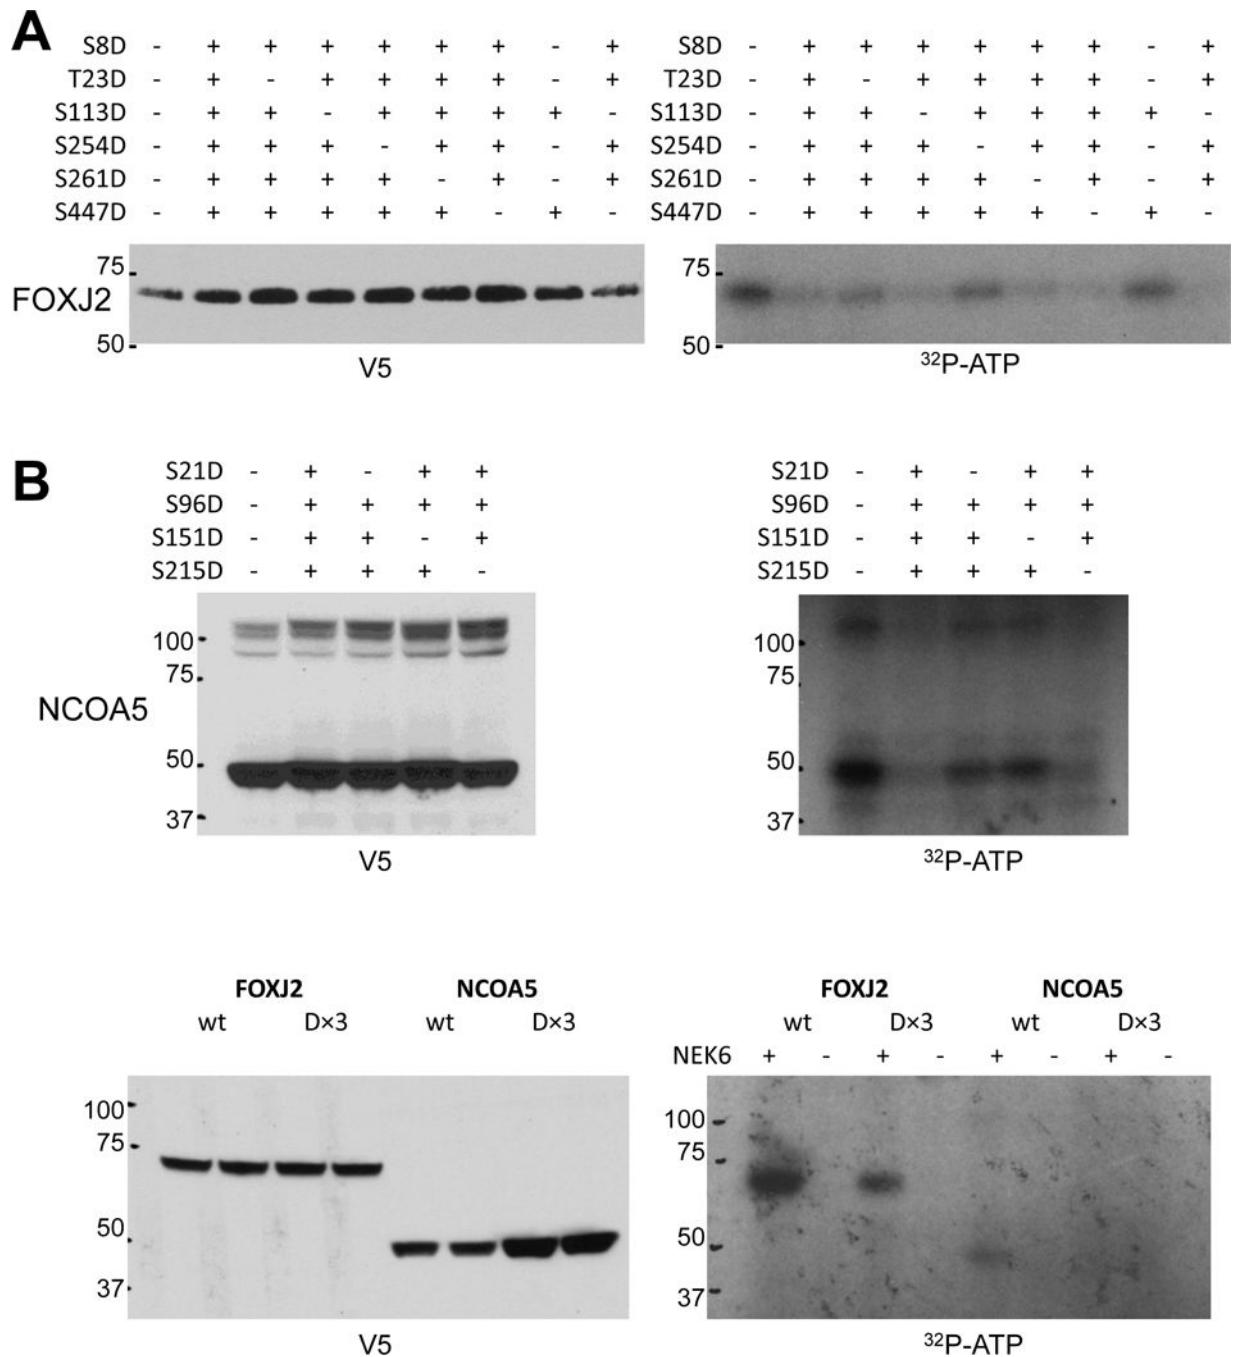 A
S8D - + + + + + + - +
T23D - + - + + + + - +
S113D - + + - + + + + -
S254D - + + + - + + - +
S261D - + + + + - + - +
S447D - + + + + + - + -
75
FOXJ2
50
V5
S8D - + + + + + + - +
T23D - + - + + + + - +
S113D - + + - + + + + -
S254D - + + + - + + - +
S261D - + + + + - + - +
S447D - + + + + + - + -
75
50
³²P-ATP
B
S21D - + - + +
S96D - + + + +
S151D - + + - +
S215D - + + + -
100
75
NCOA5
50
37
V5
S21D - + - + +
S96D - + + + +
S151D - + + - +
S215D - + + + -
100
75
50
37
³²P-ATP
FOXJ2 NCOA5
wt D×3 wt D×3
100
75
50
37
V5
FOXJ2 NCOA5
wt D×3 wt D×3
NEK6 + - + - + - + -
100
75
50
37
³²P-ATP